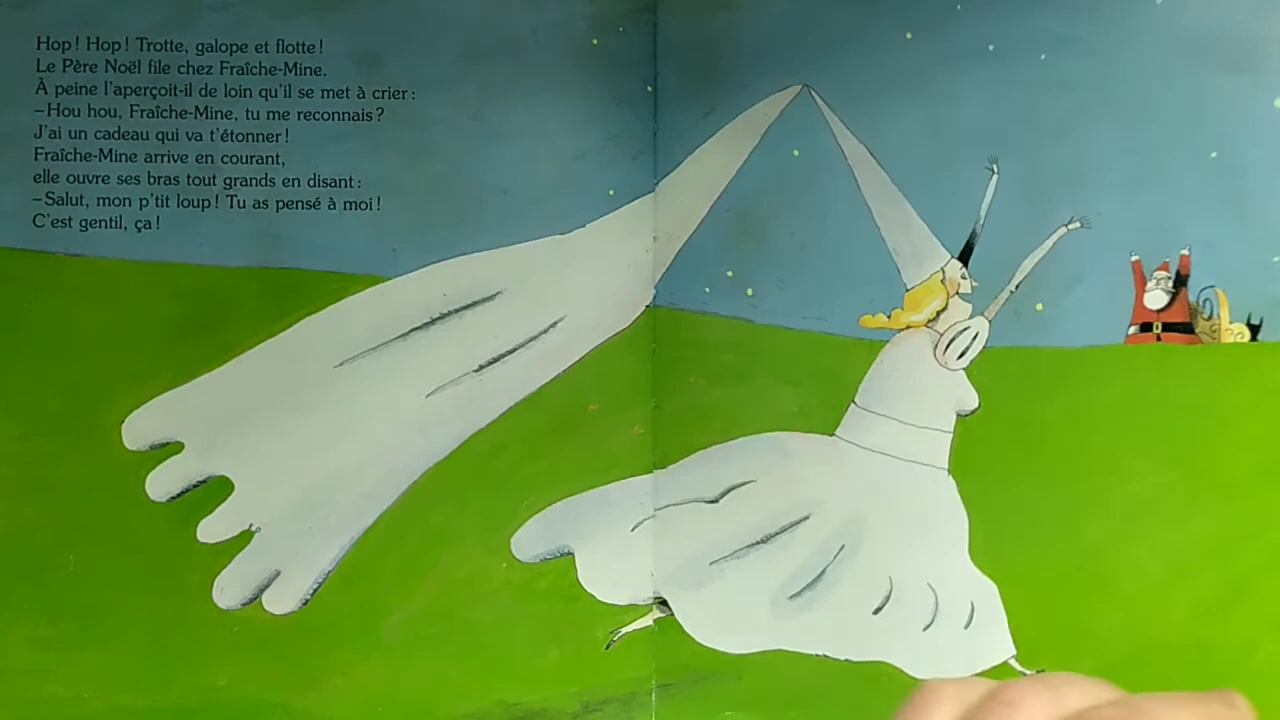 Hop ! Hop ! Trotte, galope et flotte !
Le Père Noël file chez Fraîche-Mine.
À peine l'aperçoit-il de loin qu'il se met à crier :
– Hou hou, Fraîche-Mine, tu me reconnais ?
J'ai un cadeau qui va t'étonner !
Fraîche-Mine arrive en courant,
elle ouvre ses bras tout grands en disant :
– Salut, mon p'tit loup ! Tu as pensé à moi !
C'est gentil, ça !